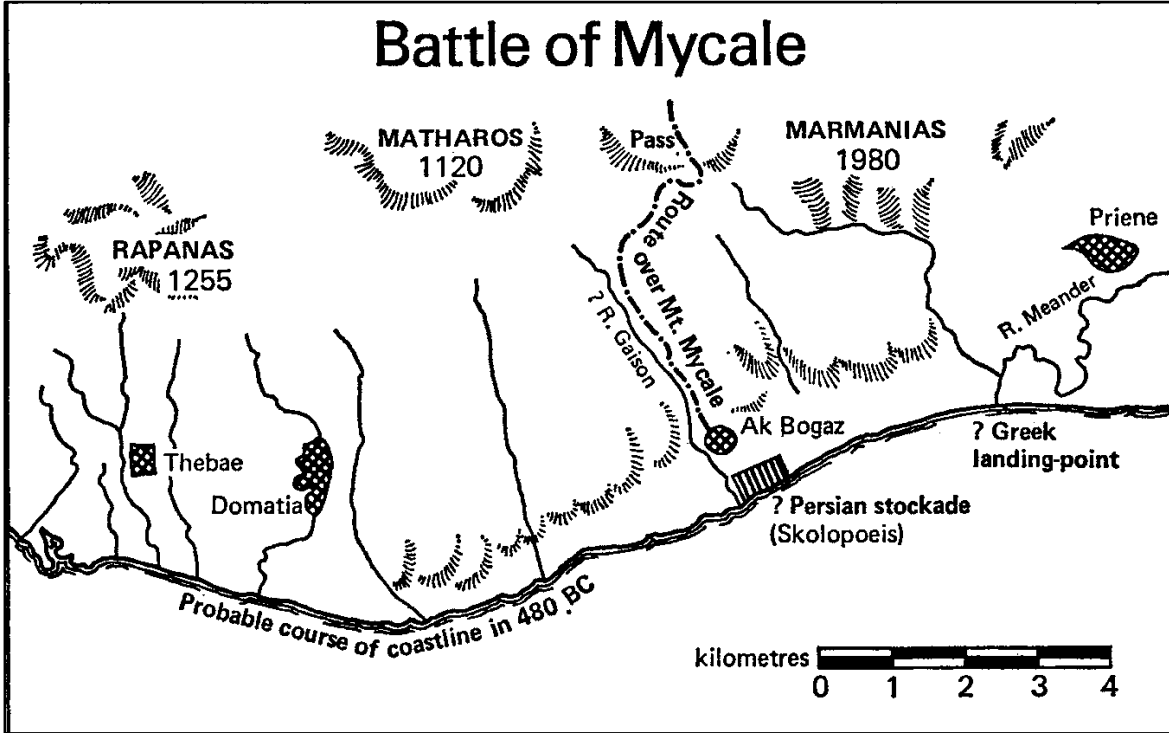 Battle of Mycale
MATHAROS
1120
Pass
MARMANIAS
1980
Priene
RAPANAS
1255
Route over Mt. Mycale
? R. Gaison
R. Meander
Ak Bogaz
Thebae
Domatia
? Greek
landing-point
? Persian stockade
(Skolopoeis)
Probable course of coastline in 480 BC
kilometres
0 1 2 3 4